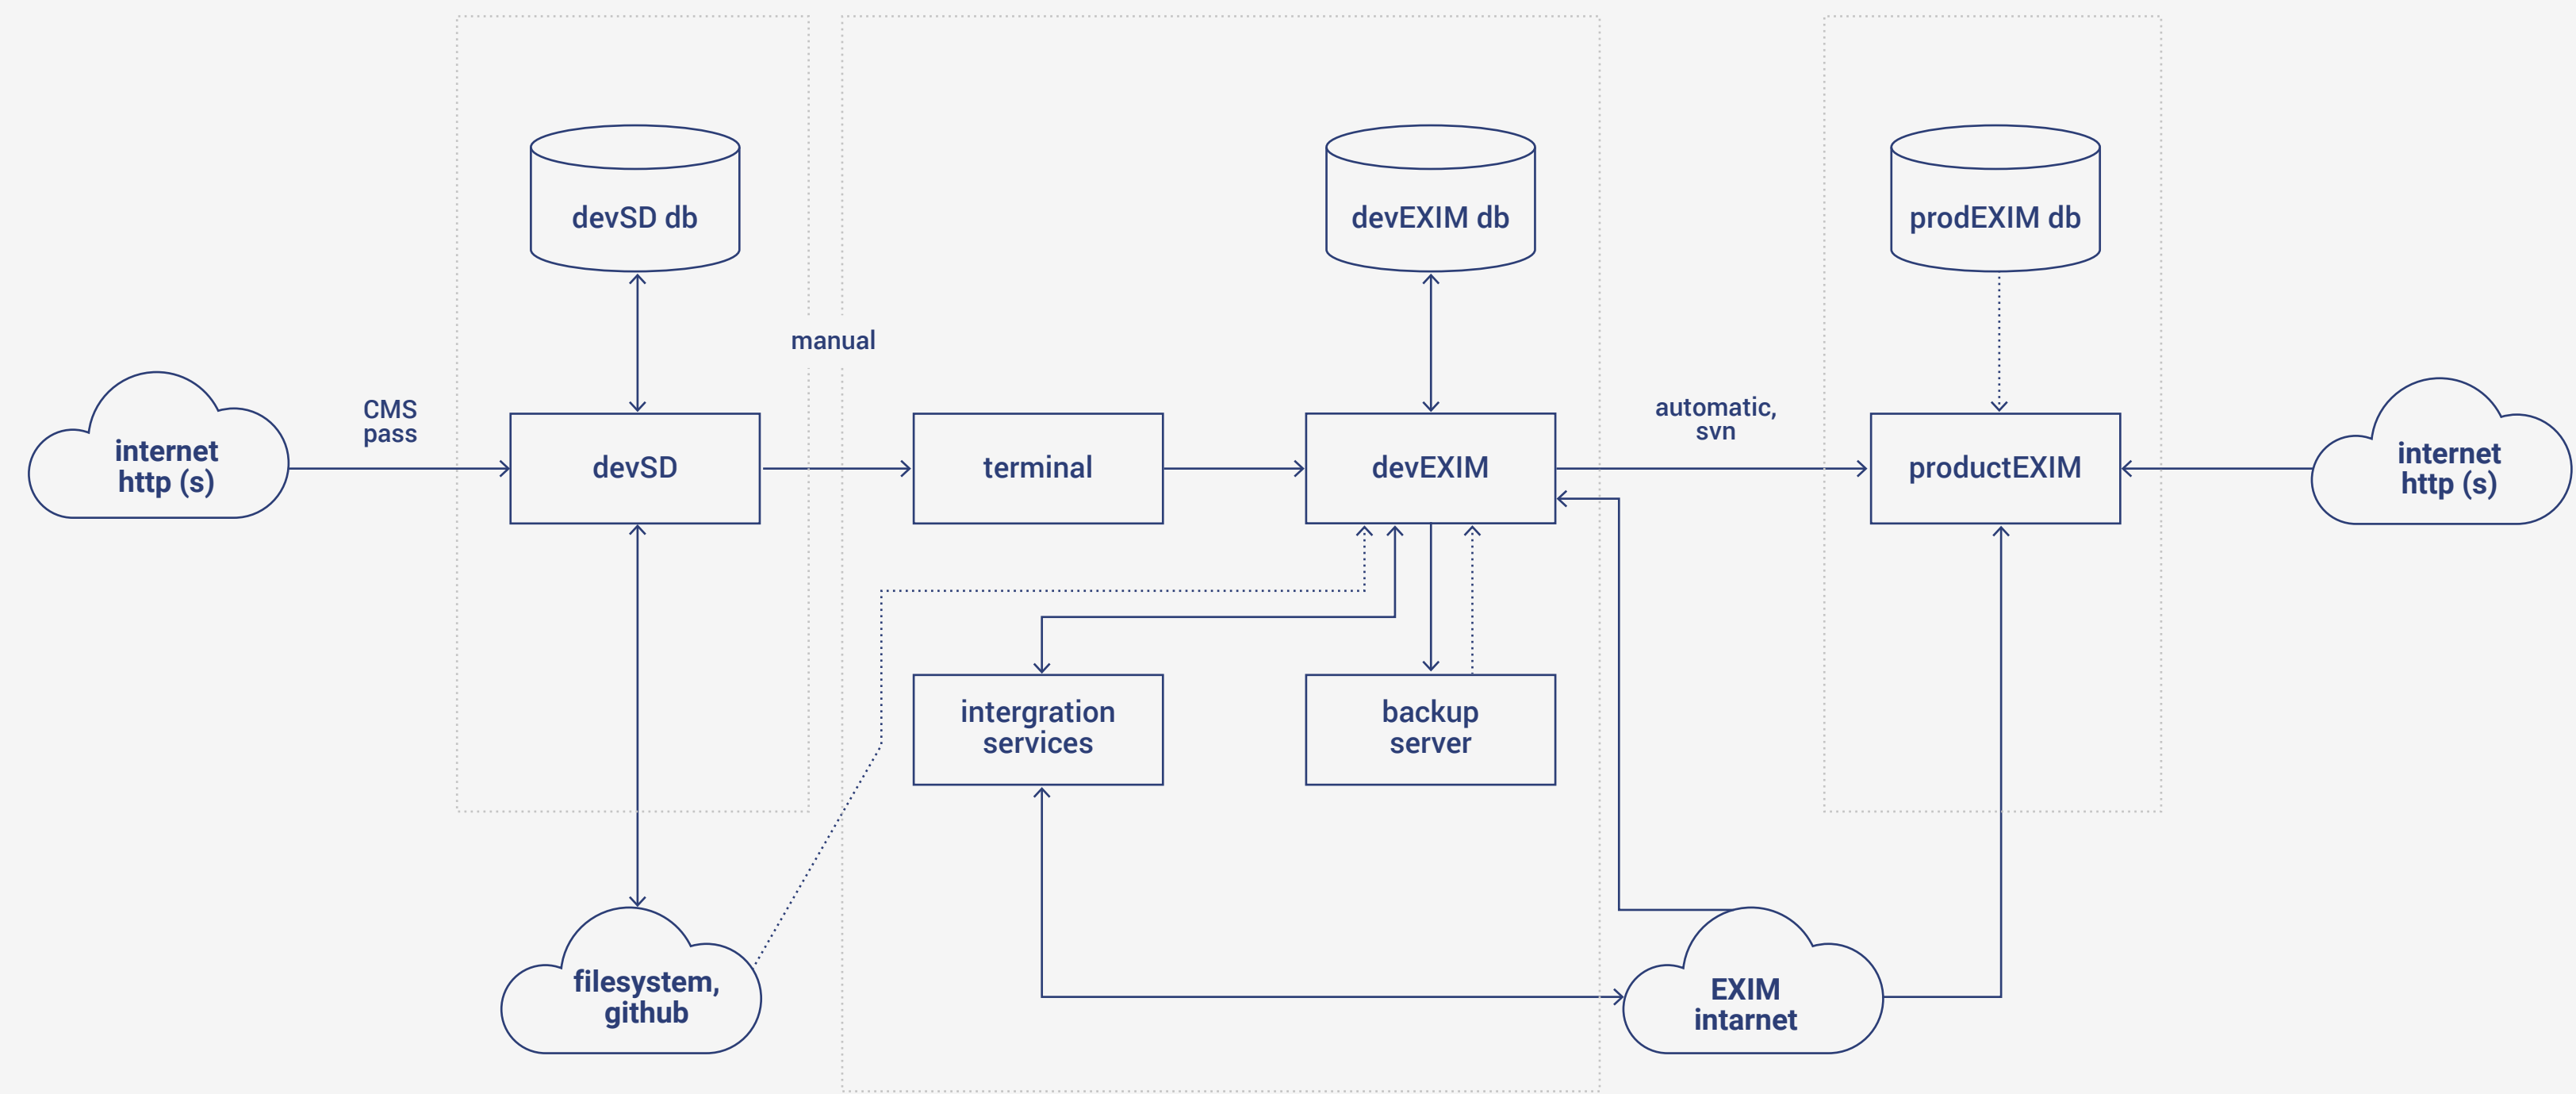 devSD db
devEXIM db
prodEXIM db
manual
CMS
pass
automatic,
svn
internet
http (s)
devSD
terminal
devEXIM
productEXIM
internet
http (s)
intergration
services
backup
server
filesystem,
github
EXIM
intarnet